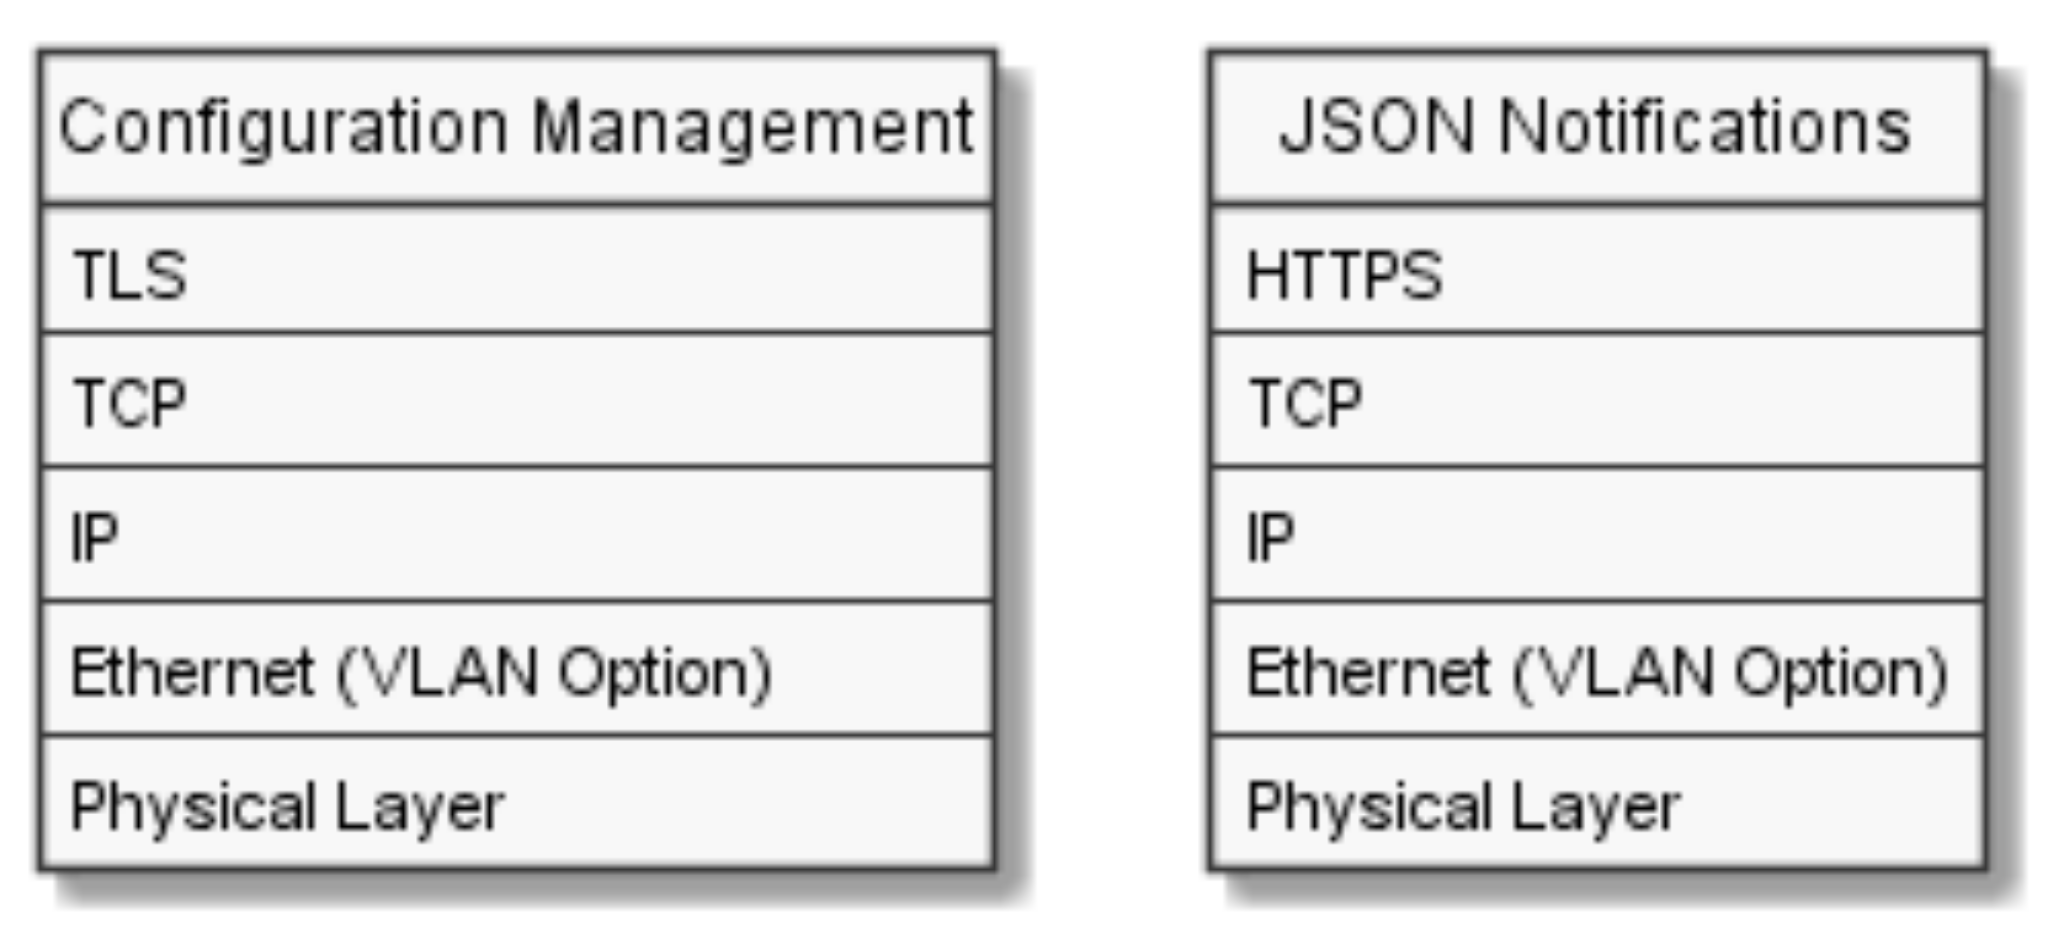 Configuration Management
TLS
TCP
IP
Ethernet (VLAN Option)
Physical Layer
JSON Notifications
HTTPS
TCP
IP
Ethernet (VLAN Option)
Physical Layer